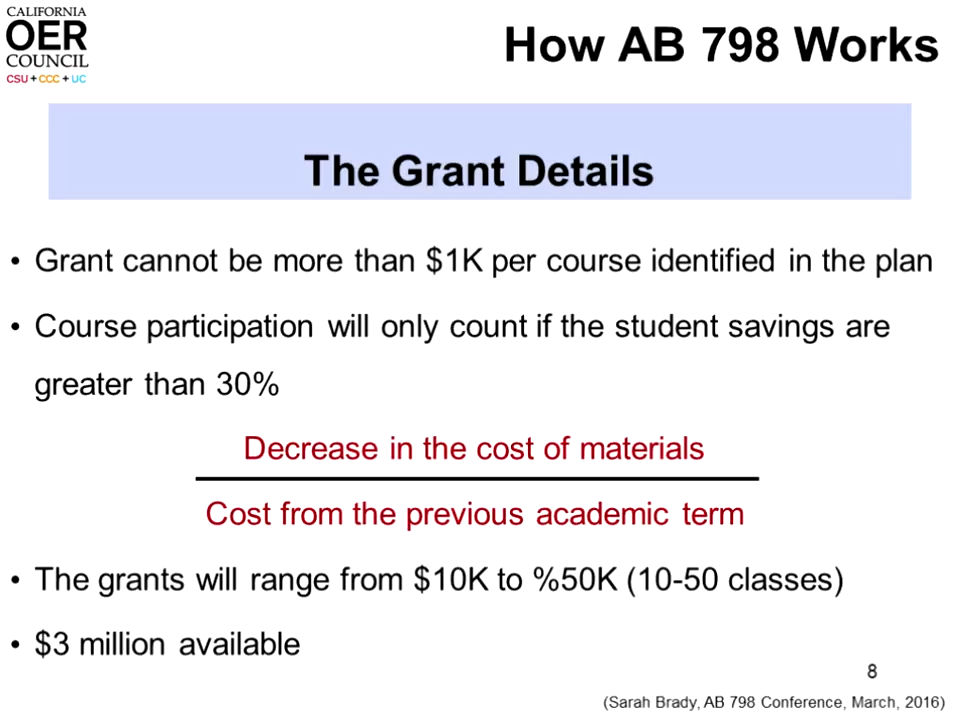 CALIFORNIA
OER
COUNCIL
CSU + CCC + UC
How AB 798 Works
The Grant Details
• Grant cannot be more than $1K per course identified in the plan
• Course participation will only count if the student savings are
greater than 30%
Decrease in the cost of materials
Cost from the previous academic term
• The grants will range from $10K to %50K (10-50 classes)
• $3 million available
8
(Sarah Brady, AB 798 Conference, March, 2016)